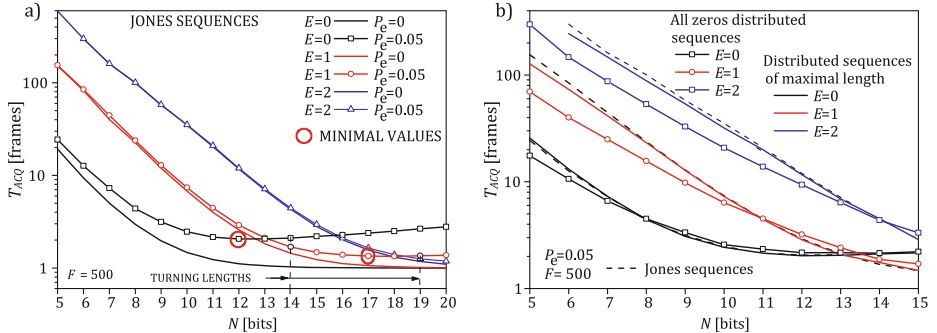 a)
JONES SEQUENCES
E=0 Pe=0
E=0 Pe=0.05
E=1 Pe=0
E=1 Pe=0.05
E=2 Pe=0
E=2 Pe=0.05
MINIMAL VALUES
TACQ [frames]
100
10
1
F = 500
TURNING LENGTHS
5 6 7 8 9 10 11 12 13 14 15 16 17 18 19 20
N [bits]
b)
All zeros distributed
sequences
E=0
E=1
E=2
Distributed sequences
of maximal length
E=0
E=1
E=2
TACQ [frames]
100
10
1
Pe=0.05
F = 500
Jones sequences
5 6 7 8 9 10 11 12 13 14 15
N [bits]